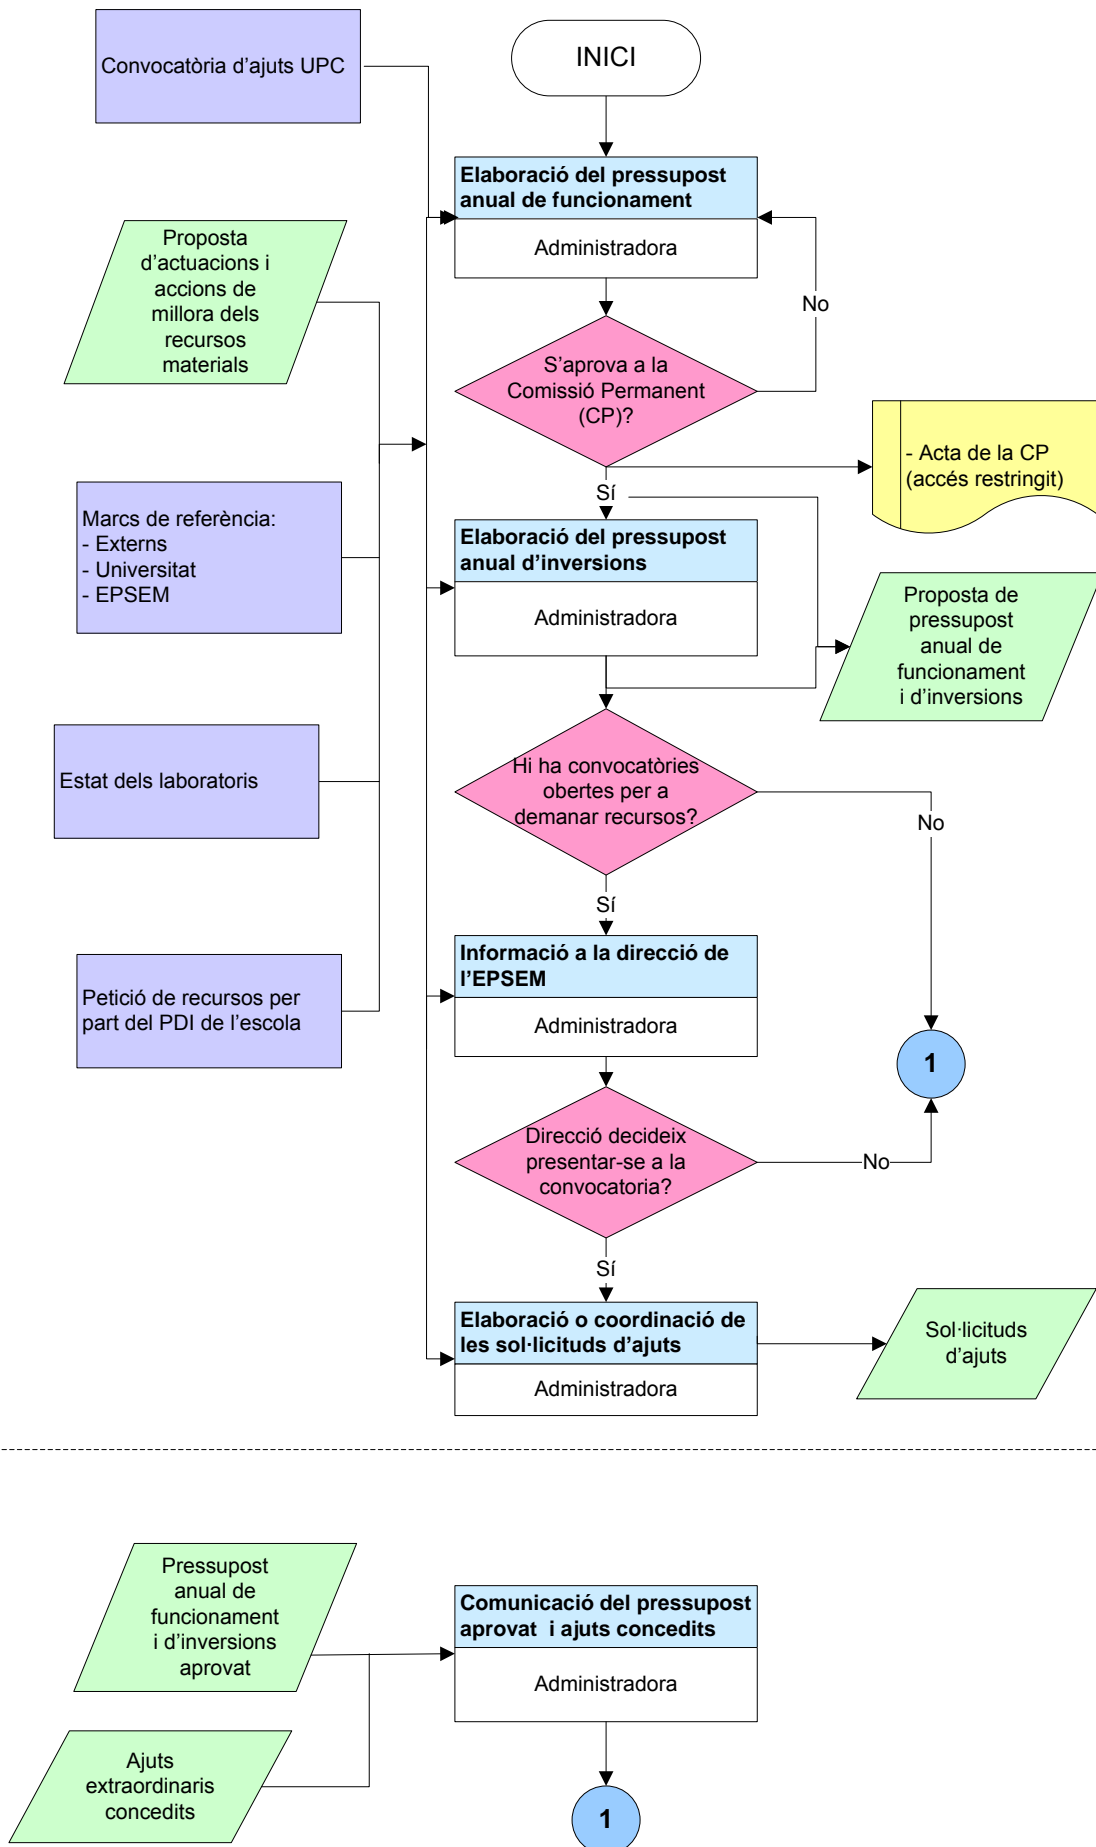 INICI
Convocatòria d'ajuts UPC
Elaboració del pressupost
anual de funcionament
Administradora
Proposta
d'actuacions i
accions de
millora dels
recursos
materials
No
S'aprova a la
Comissió Permanent
(CP)?
- Acta de la CP
(accés restringit)
Sí
Marcs de referència:
- Externs
- Universitat
- EPSEM
Elaboració del pressupost
anual d'inversions
Administradora
Proposta de
pressupost
anual de
funcionament
i d'inversions
Estat dels laboratoris
Hi ha convocatòries
obertes per a
demanar recursos?
No
Sí
Petició de recursos per
part del PDI de l'escola
Informació a la direcció de
l'EPSEM
Administradora
1
Direcció decideix
presentar-se a la
convocatoria?
No
Sí
Elaboració o coordinació de
les sol·licituds d'ajuts
Administradora
Sol·licituds
d'ajuts
Pressupost
anual de
funcionament
i d'inversions
aprovat
Comunicació del pressupost
aprovat i ajuts concedits
Administradora
Ajuts
extraordinaris
concedits
1